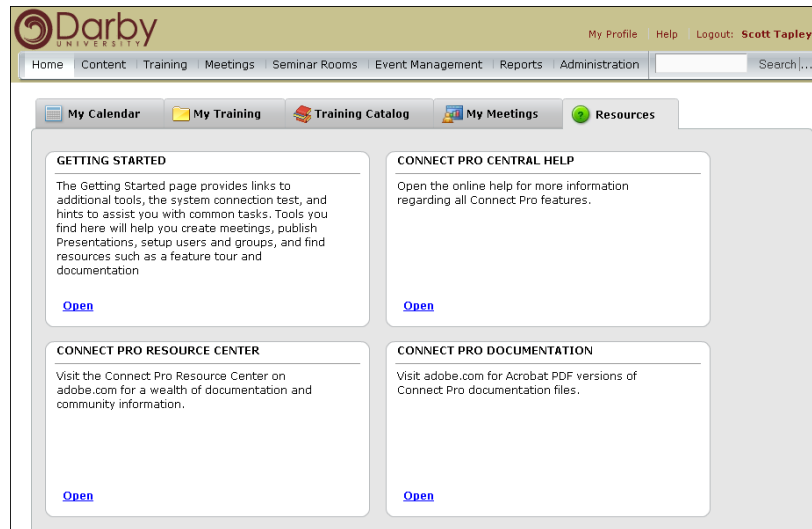 Darby
UNIVERSITY
My Profile Help Logout: Scott Tapley
Home Content Training Meetings Seminar Rooms Event Management Reports Administration Search ...
My Calendar My Training Training Catalog My Meetings ? Resources
GETTING STARTED
The Getting Started page provides links to
additional tools, the system connection test, and
hints to assist you with common tasks. Tools you
find here will help you create meetings, publish
Presentations, setup users and groups, and find
resources such as a feature tour and
documentation
Open
CONNECT PRO CENTRAL HELP
Open the online help for more information
regarding all Connect Pro features.
Open
CONNECT PRO RESOURCE CENTER
Visit the Connect Pro Resource Center on
adobe.com for a wealth of documentation and
community information.
Open
CONNECT PRO DOCUMENTATION
Visit adobe.com for Acrobat PDF versions of
Connect Pro documentation files.
Open